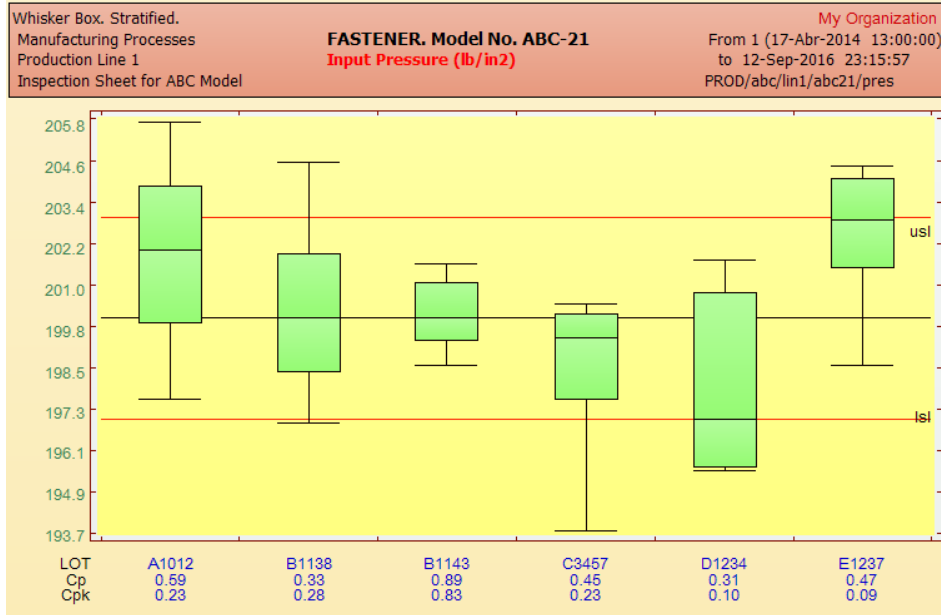 Whisker Box. Stratified.
My Organization
Manufacturing Processes
FASTENER. Model No. ABC-21
From 1 (17-Abr-2014 13:00:00)
Production Line 1
Input Pressure (lb/in2)
to 12-Sep-2016 23:15:57
Inspection Sheet for ABC Model
PROD/abc/lin1/abc21/pres
205.8
204.6
203.4
202.2
201.0
199.8
198.5
197.3
196.1
194.9
193.7
usl
lsl
LOT A1012 B1138 B1143 C3457 D1234 E1237
Cp 0.59 0.33 0.89 0.45 0.31 0.47
Cpk 0.23 0.28 0.83 0.23 0.10 0.09